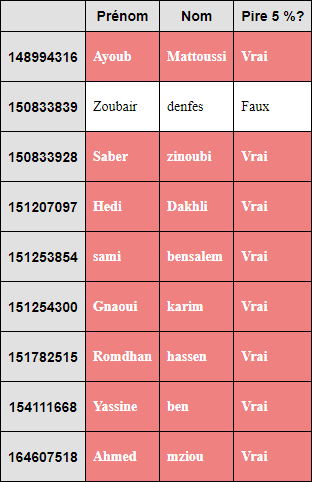 Prénom Nom Pire 5 %?
148994316 Ayoub Mattoussi Vrai
150833839 Zoubair denfes Faux
150833928 Saber zinoubi Vrai
151207097 Hedi Dakhli Vrai
151253854 sami bensalem Vrai
151254300 Gnaoui karim Vrai
151782515 Romdhan hassen Vrai
154111668 Yassine ben Vrai
164607518 Ahmed mziou Vrai